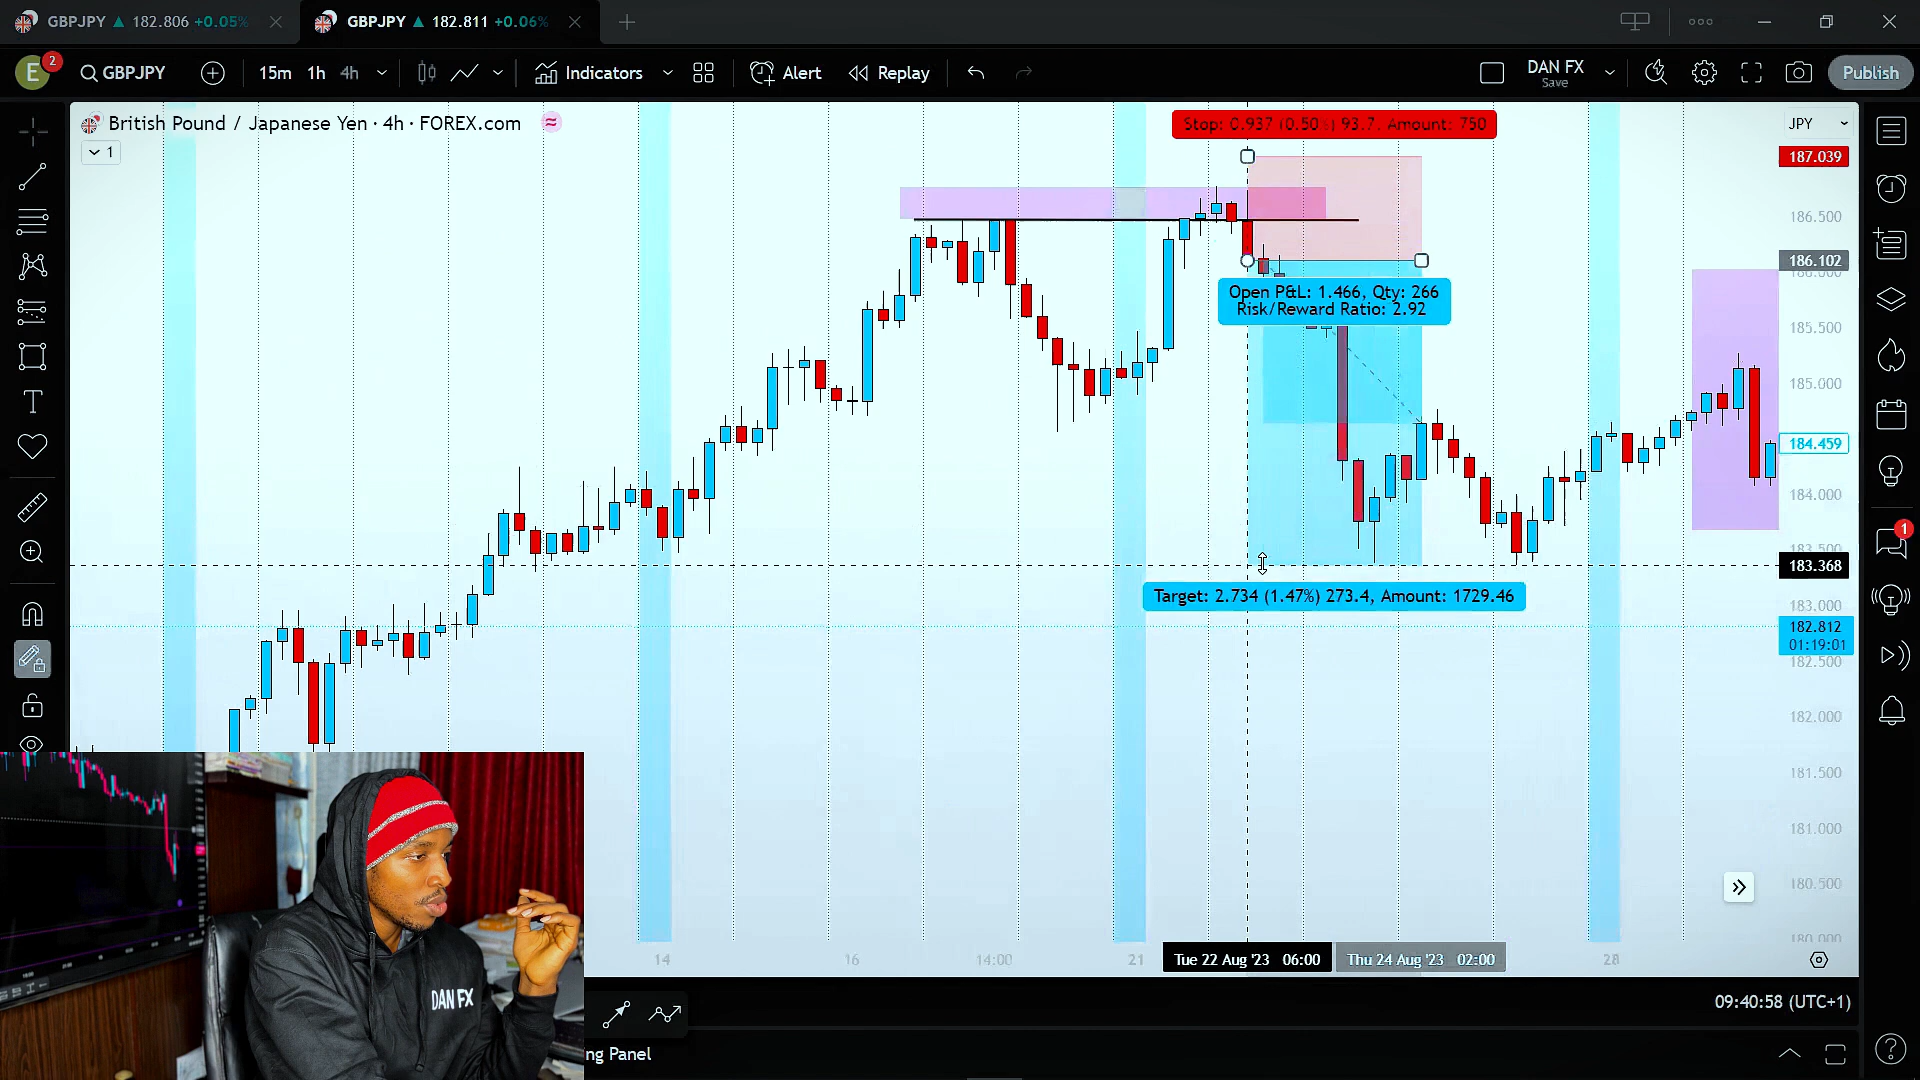 GBPJPY ▲ 182.806 +0.05%
GBPJPY ▲ 182.811 +0.06%
E 2
GBPJPY
15m 1h 4h
Indicators
Alert
Replay
DAN FX
Save
Publish
British Pound / Japanese Yen · 4h · FOREX.com
1
JPY
Stop: 0.937 (0.50%) 93.7, Amount: 750
187.039
186.500
186.102
Open P&L: 1.466, Qty: 266
Risk/Reward Ratio: 2.92
185.500
185.000
184.459
184.000
183.368
Target: 2.734 (1.47%) 273.4, Amount: 1729.46
183.000
182.812
01:19:01
182.500
182.000
181.500
181.000
180.500
180.000
1
14
16
14:00
21
Tue 22 Aug '23 06:00
Thu 24 Aug '23 02:00
28
DAN FX
09:40:58 (UTC+1)
ng Panel